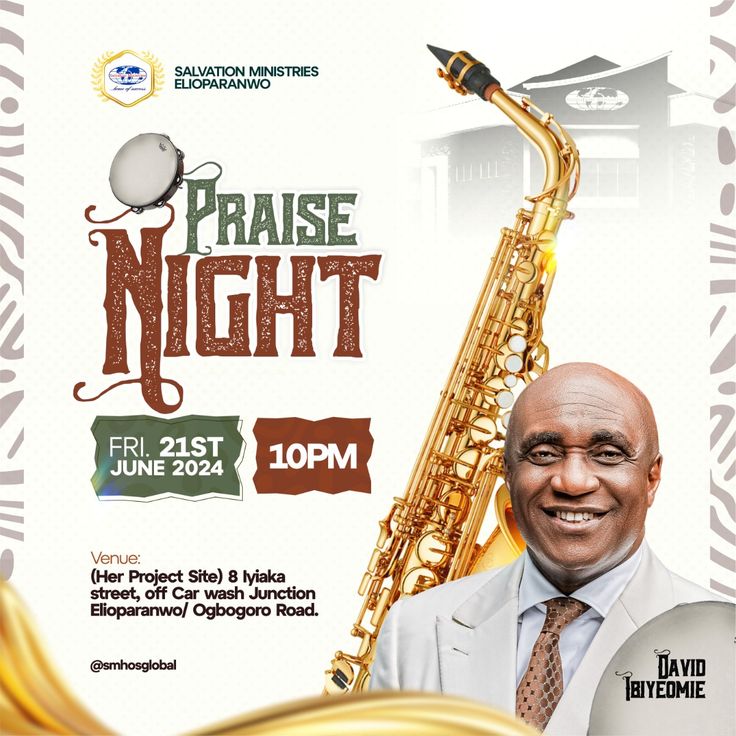 SALVATION MINISTRIES
ELIOPARANWO
PRAISE
NIGHT
FRI. 21ST
JUNE 2024
10PM
Venue:
(Her Project Site) 8 Iyiaka
street, off Car wash Junction
Elioparanwo/ Ogbogoro Road.
@smhosglobal
DAVID
IBIYEOMIE